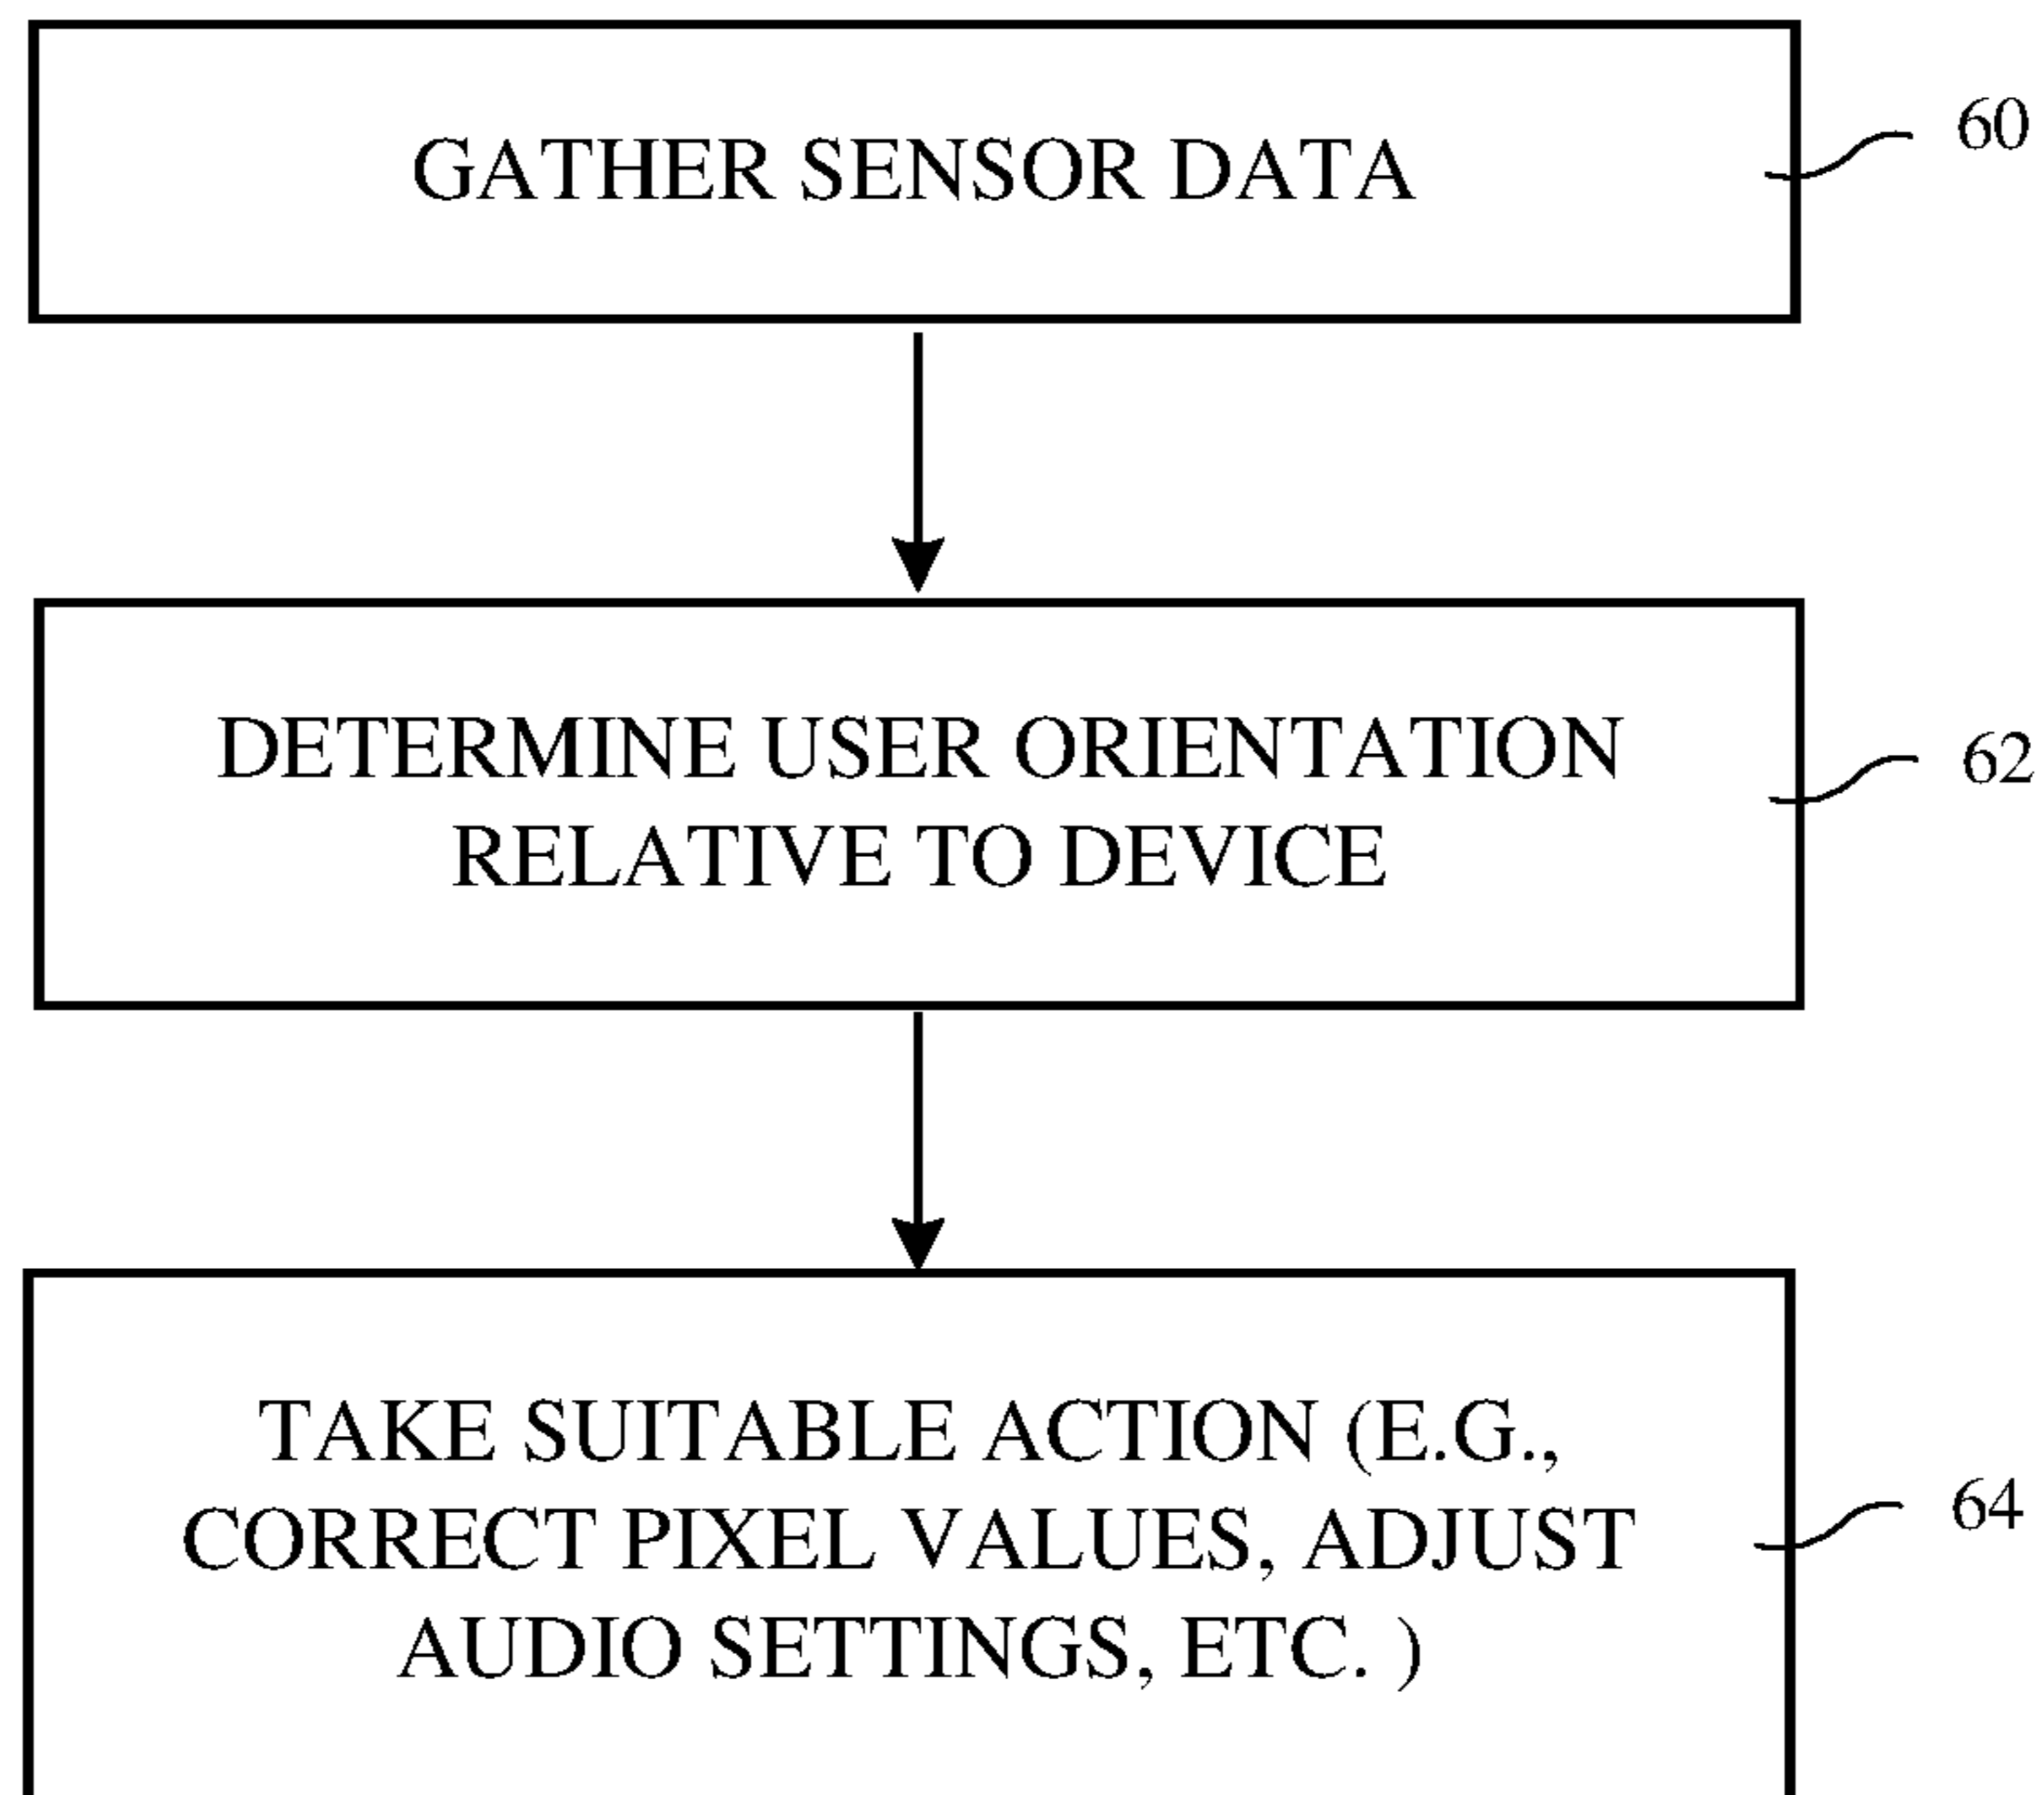 GATHER SENSOR DATA
60
DETERMINE USER ORIENTATION
RELATIVE TO DEVICE
62
TAKE SUITABLE ACTION (E.G.,
CORRECT PIXEL VALUES, ADJUST
AUDIO SETTINGS, ETC. )
64